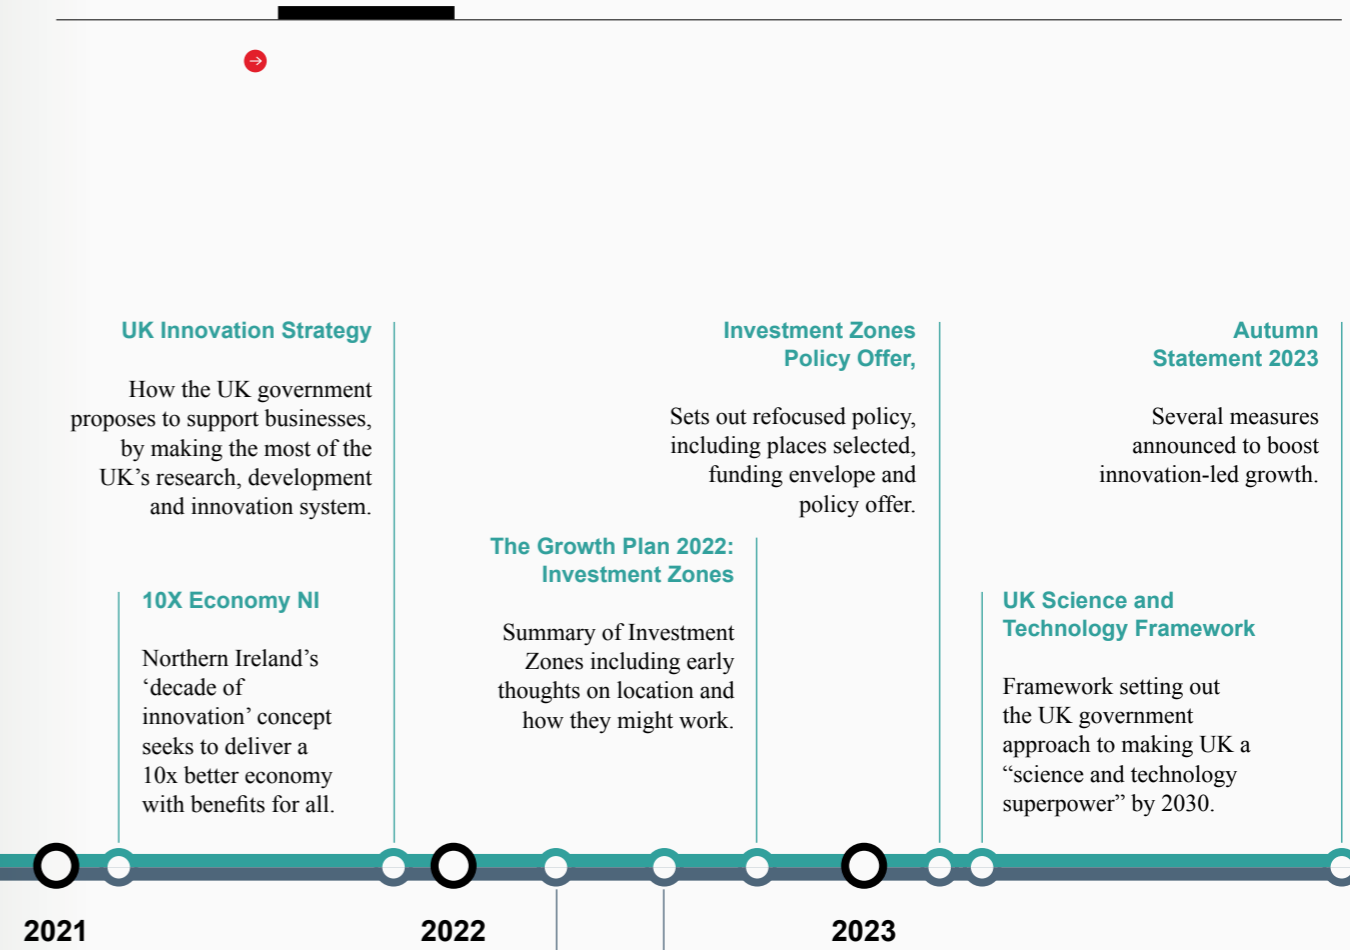 UK Innovation Strategy
How the UK government
proposes to support businesses,
by making the most of the
UK’s research, development
and innovation system.
10X Economy NI
Northern Ireland’s
‘decade of
innovation’ concept
seeks to deliver a
10x better economy
with benefits for all.
The Growth Plan 2022:
Investment Zones
Summary of Investment
Zones including early
thoughts on location and
how they might work.
Investment Zones
Policy Offer,
Sets out refocused policy,
including places selected,
funding envelope and
policy offer.
UK Science and
Technology Framework
Framework setting out
the UK government
approach to making UK a
“science and technology
superpower” by 2030.
Autumn
Statement 2023
Several measures
announced to boost
innovation-led growth.
2021
2022
2023